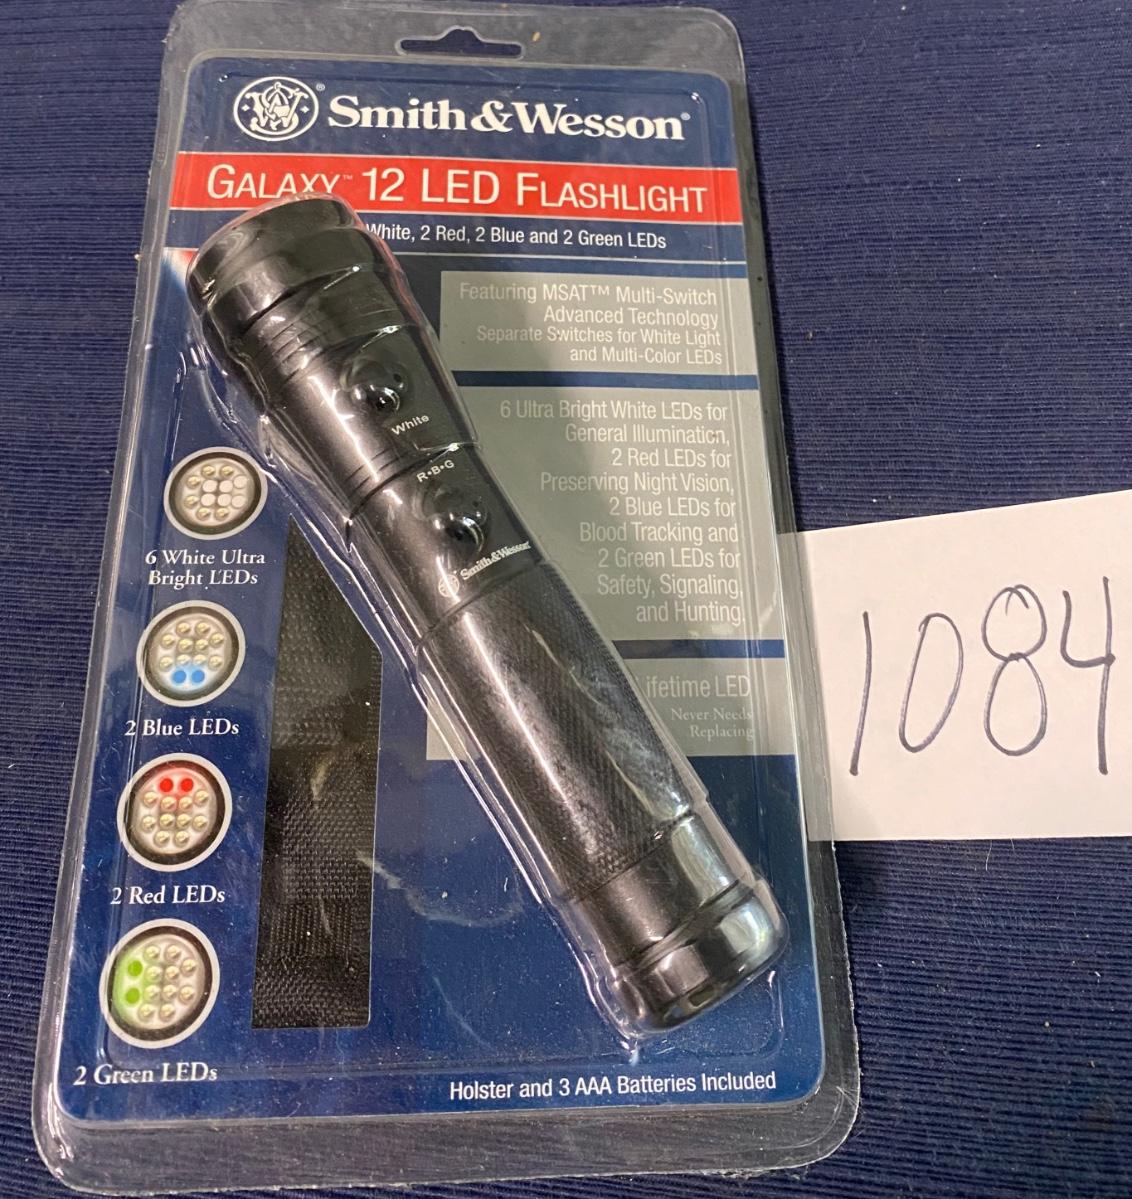 Smith & Wesson®
GALAXY™ 12 LED FLASHLIGHT
White, 2 Red, 2 Blue and 2 Green LEDs
Featuring MSAT™ Multi-Switch
Advanced Technology
Separate Switches for White Light
and Multi-Color LEDs
6 Ultra Bright White LEDs for
General Illumination,
2 Red LEDs for
Preserving Night Vision,
2 Blue LEDs for
Blood Tracking and
2 Green LEDs for
Safety, Signaling,
and Hunting.
Lifetime LED
Never Needs
Replacing
White
R•B•G
Smith & Wesson
6 White Ultra
Bright LEDs
2 Blue LEDs
2 Red LEDs
2 Green LEDs
Holster and 3 AAA Batteries Included
1084